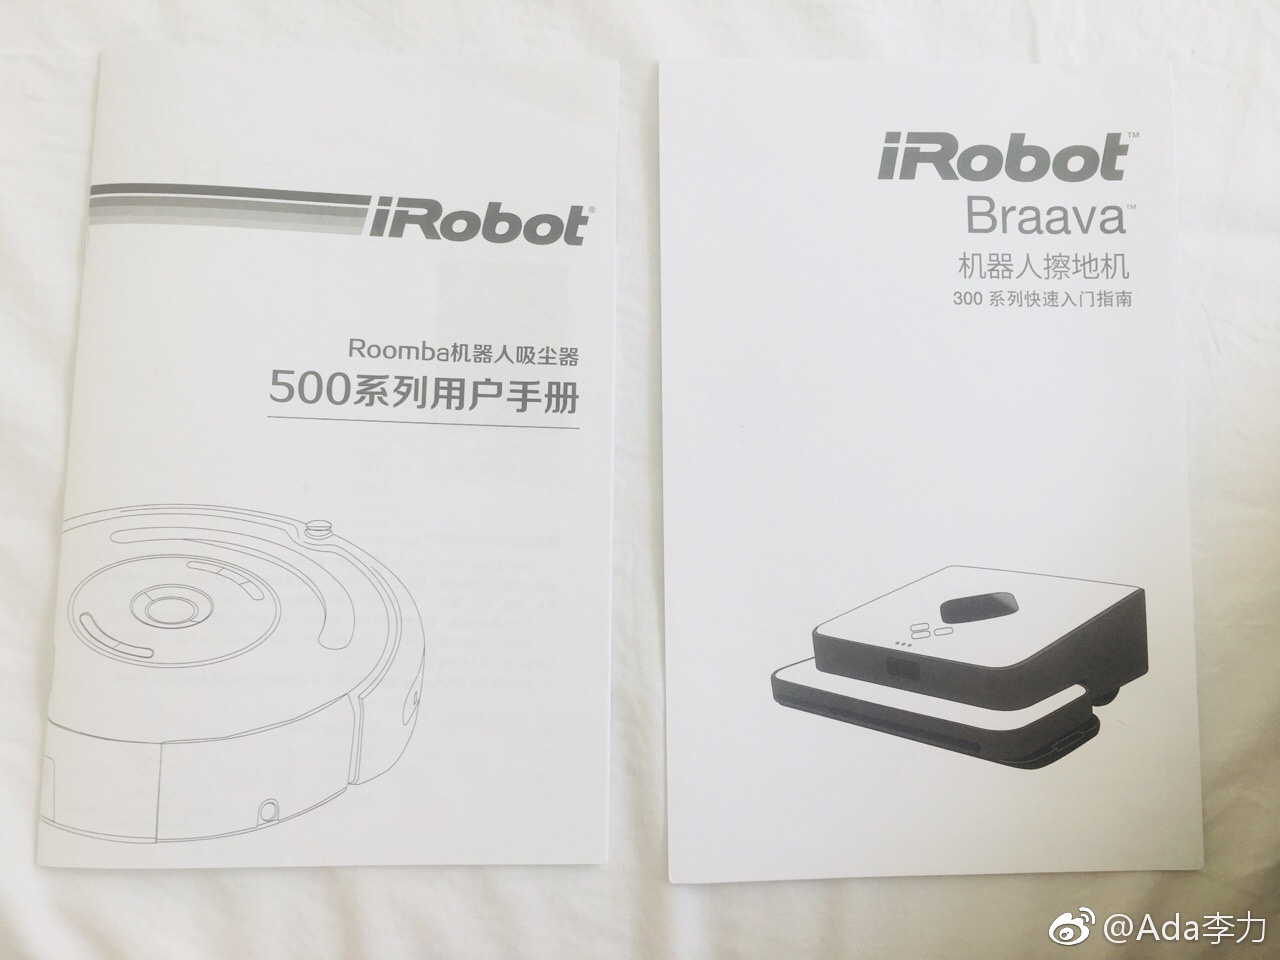 iRobot®
Roomba机器人吸尘器
500系列用户手册
iRobot™
Braava™
机器人擦地机
300 系列快速入门指南
@Ada李力